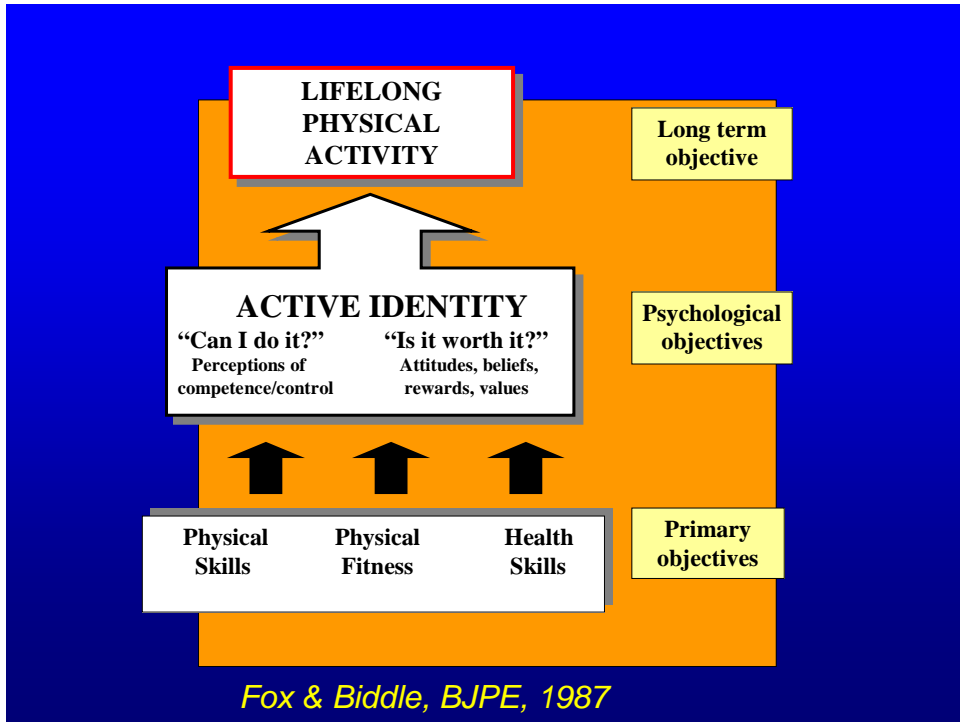 LIFELONG
PHYSICAL
ACTIVITY
Long term
objective
ACTIVE IDENTITY
“Can I do it?”
Perceptions of
competence/control
“Is it worth it?”
Attitudes, beliefs,
rewards, values
Psychological
objectives
Physical
Skills
Physical
Fitness
Health
Skills
Primary
objectives
Fox & Biddle, BJPE, 1987